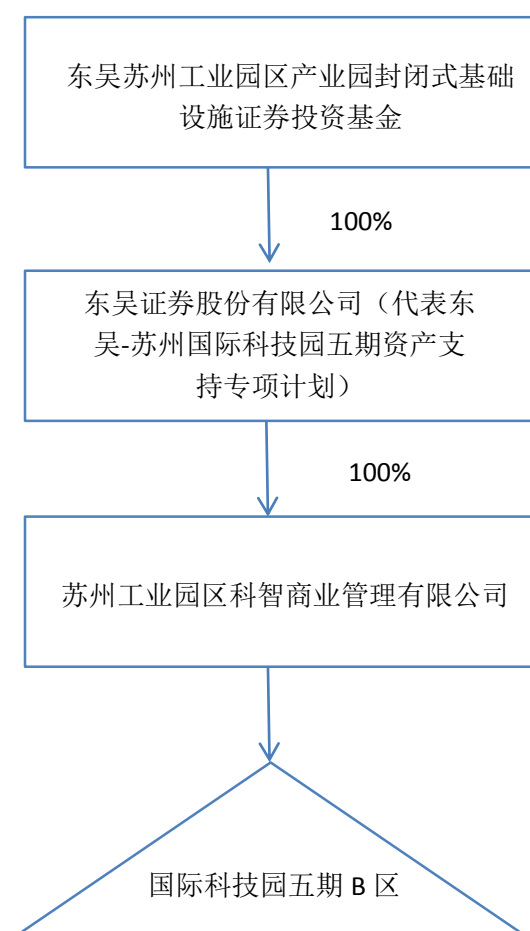 东吴苏州工业园区产业园封闭式基础
设施证券投资基金
100%
东吴证券股份有限公司（代表东
吴-苏州国际科技园五期资产支
持专项计划）
100%
苏州工业园区科智商业管理有限公司
国际科技园五期 B 区